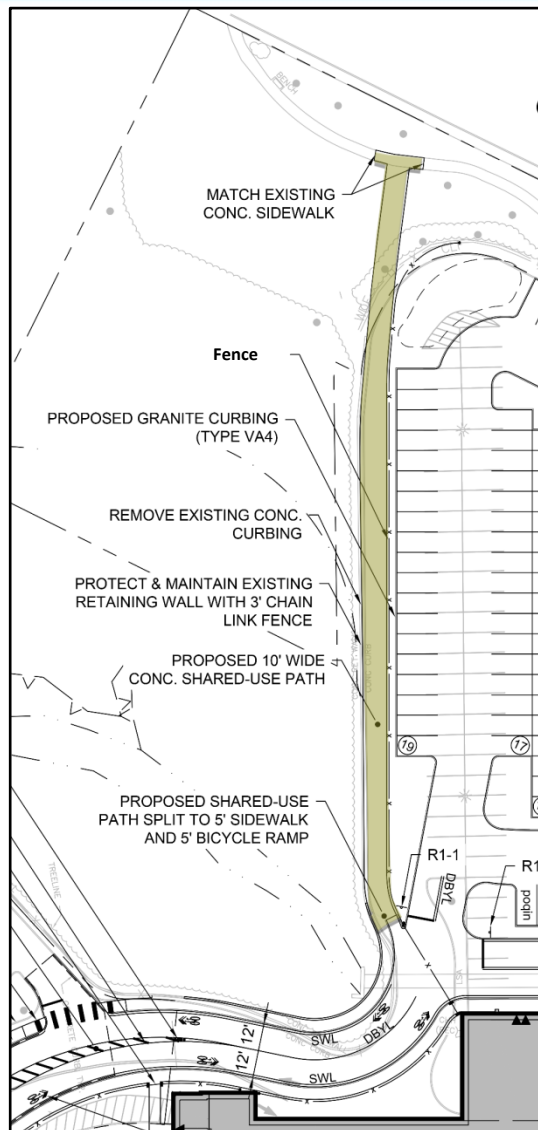 BENCH
MATCH EXISTING
CONC. SIDEWALK
Fence
PROPOSED GRANITE CURBING
(TYPE VA4)
REMOVE EXISTING CONC.
CURBING
PROTECT & MAINTAIN EXISTING
RETAINING WALL WITH 3' CHAIN
LINK FENCE
PROPOSED 10' WIDE
CONC. SHARED-USE PATH
19
17
PROPOSED SHARED-USE
PATH SPLIT TO 5' SIDEWALK
AND 5' BICYCLE RAMP
R1-1
DBYL
R1
TREELINE
SWL
DBYL
12' 12'
SWL